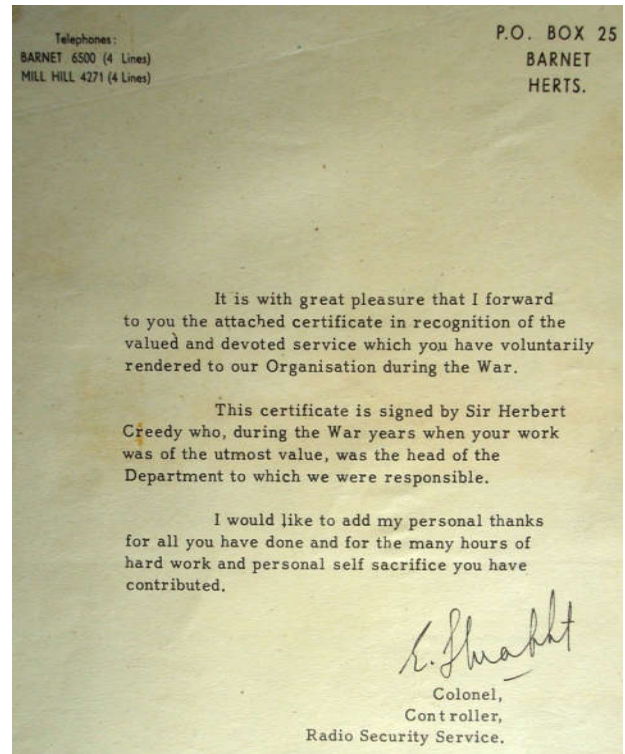 Telephones:
BARNET 6500 (4 Lines)
MILL HILL 4271 (4 Lines)
P.O. BOX 25
BARNET
HERTS.
It is with great pleasure that I forward
to you the attached certificate in recognition of the
valued and devoted service which you have voluntarily
rendered to our Organisation during the War.
This certificate is signed by Sir Herbert
Creedy who, during the War years when your work
was of the utmost value, was the head of the
Department to which we were responsible.
I would like to add my personal thanks
for all you have done and for the many hours of
hard work and personal self sacrifice you have
contributed.
Colonel,
Controller,
Radio Security Service.